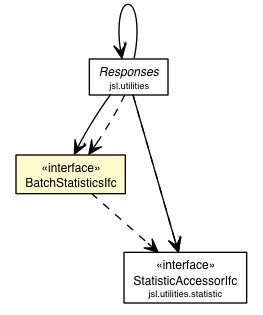 Responses
jsl.utilities
«interface»
BatchStatisticsIfc
«interface»
StatisticAccessorIfc
jsl.utilities.statistic